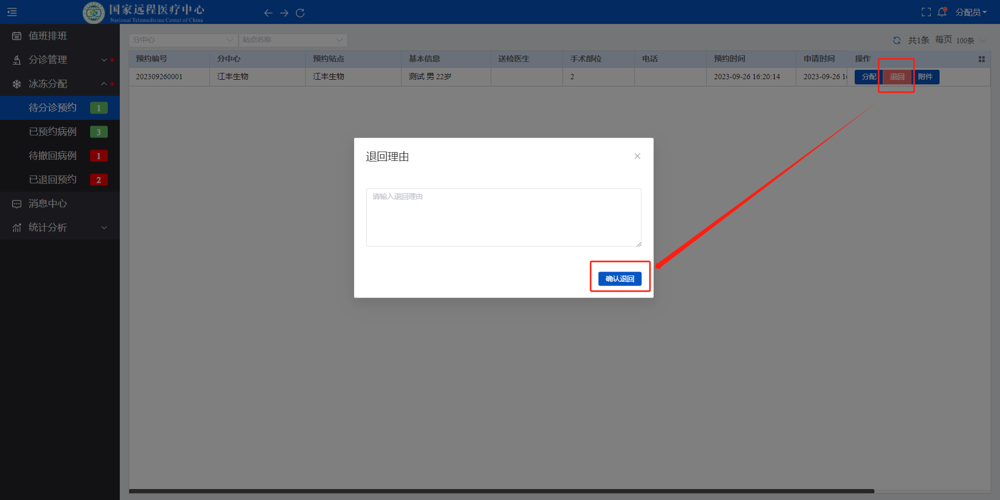 国家远程医疗中心
National Telemedicine Center of China
分配员
值班排班
分诊管理
冰冻分配
待分诊预约 1
已预约病例 3
待撤回病例 1
已退回预约 2
消息中心
统计分析
分中心 站点名称 共1条 每页 100条
预约编号 分中心 预约站点 基本信息 送检医生 手术部位 电话 预约时间 申请时间 操作
202309260001 江丰生物 江丰生物 测试 男 22岁 2 2023-09-26 16:20:14 2023-09-26 16 分配 退回 附件
退回理由
请输入退回理由
确认退回